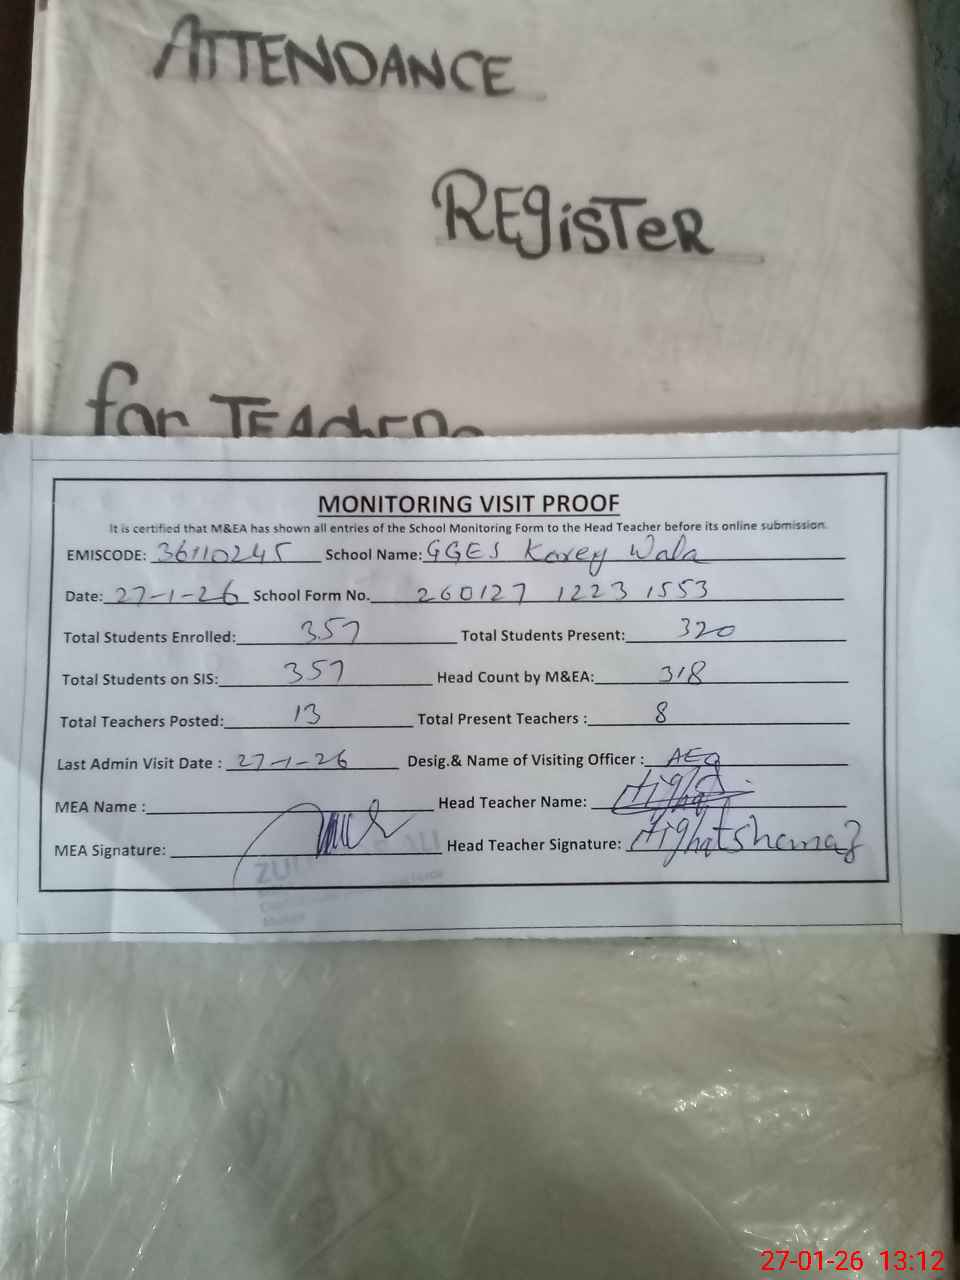 ATTENDANCE
REgiSTeR
for TEAcheR
MONITORING VISIT PROOF
It is certified that M&EA has shown all entries of the School Monitoring Form to the Head Teacher before its online submission.
EMISCODE: 36110245 School Name: GGES Karey Wala
Date: 27-1-26 School Form No. 260127 1223 1553
Total Students Enrolled: 357 Total Students Present: 320
Total Students on SIS: 357 Head Count by M&EA: 318
Total Teachers Posted: 13 Total Present Teachers : 8
Last Admin Visit Date : 27-1-26 Desig.& Name of Visiting Officer : AEO
MEA Name : Head Teacher Name:
MEA Signature: Head Teacher Signature:
27-01-26 13:12